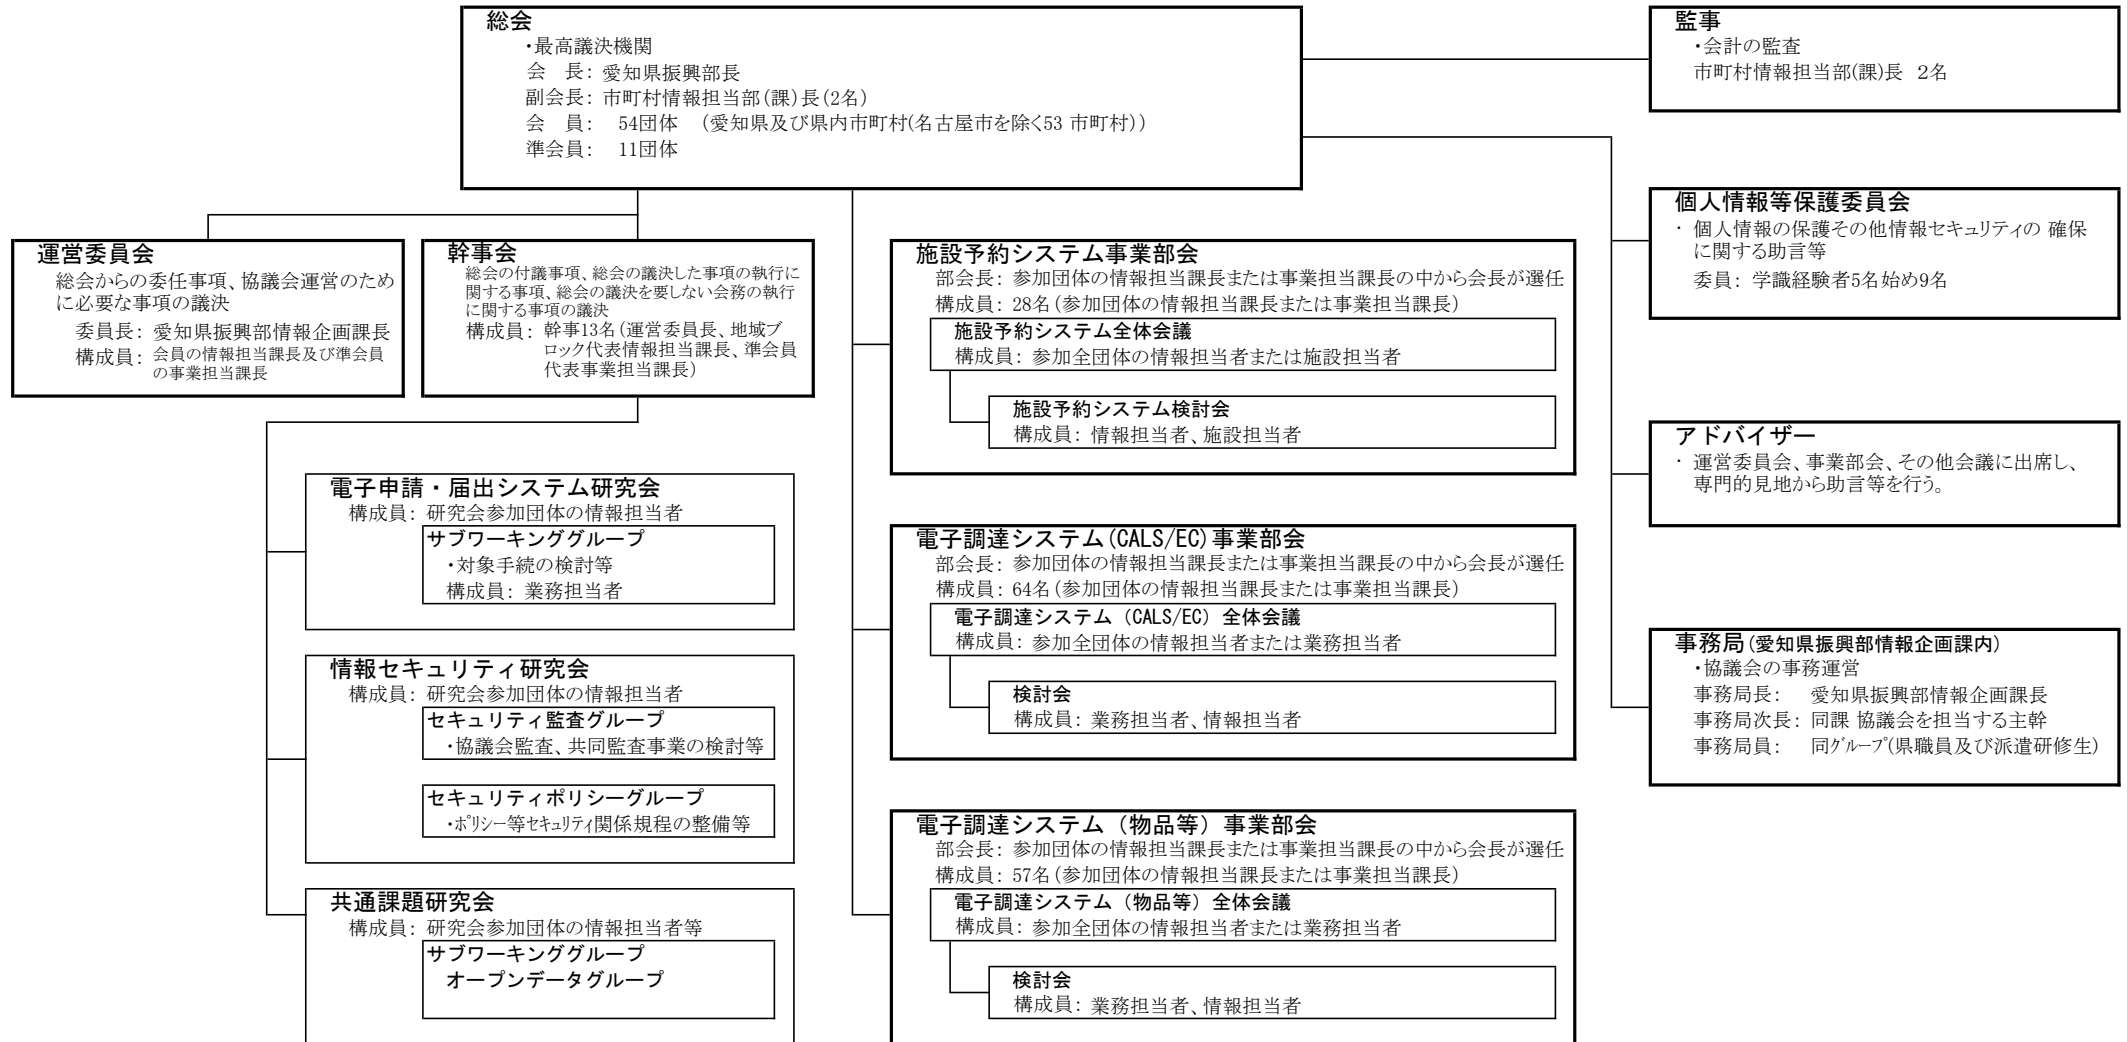 総会
・最高議決機関
会　長： 愛知県振興部長
副会長： 市町村情報担当部(課)長(2名)
会　員：　54団体　(愛知県及び県内市町村(名古屋市を除く53 市町村))
準会員：　11団体
監事
・会計の監査
市町村情報担当部(課)長　2名
個人情報等保護委員会
・ 個人情報の保護その他情報セキュリティの 確保
に関する助言等
委員： 学識経験者5名始め9名
アドバイザー
・ 運営委員会、事業部会、その他会議に出席し、
専門的見地から助言等を行う。
事務局(愛知県振興部情報企画課内)
・協議会の事務運営
事務局長：　愛知県振興部情報企画課長
事務局次長： 同課 協議会を担当する主幹
事務局員：　同グループ(県職員及び派遣研修生)
運営委員会
総会からの委任事項、協議会運営のため
に必要な事項の議決
委員長： 愛知県振興部情報企画課長
構成員： 会員の情報担当課長及び準会員
の事業担当課長
幹事会
総会の付議事項、総会の議決した事項の執行に
関する事項、総会の議決を要しない会務の執行
に関する事項の議決
構成員： 幹事13名(運営委員長、地域ブ
ロック代表情報担当課長、準会員
代表事業担当課長)
電子申請・届出システム研究会
構成員： 研究会参加団体の情報担当者
サブワーキンググループ
・対象手続の検討等
構成員： 業務担当者
情報セキュリティ研究会
構成員： 研究会参加団体の情報担当者
セキュリティ監査グループ
・協議会監査、共同監査事業の検討等
セキュリティポリシーグループ
・ポリシー等セキュリティ関係規程の整備等
共通課題研究会
構成員： 研究会参加団体の情報担当者等
サブワーキンググループ
オープンデータグループ
施設予約システム事業部会
部会長： 参加団体の情報担当課長または事業担当課長の中から会長が選任
構成員： 28名(参加団体の情報担当課長または事業担当課長)
施設予約システム全体会議
構成員： 参加全団体の情報担当者または施設担当者
施設予約システム検討会
構成員： 情報担当者、施設担当者
電子調達システム(CALS/EC)事業部会
部会長： 参加団体の情報担当課長または事業担当課長の中から会長が選任
構成員： 64名(参加団体の情報担当課長または事業担当課長)
電子調達システム（CALS/EC）全体会議
構成員： 参加全団体の情報担当者または業務担当者
検討会
構成員： 業務担当者、情報担当者
電子調達システム（物品等）事業部会
部会長： 参加団体の情報担当課長または事業担当課長の中から会長が選任
構成員： 57名(参加団体の情報担当課長または事業担当課長)
電子調達システム（物品等）全体会議
構成員： 参加全団体の情報担当者または業務担当者
検討会
構成員： 業務担当者、情報担当者